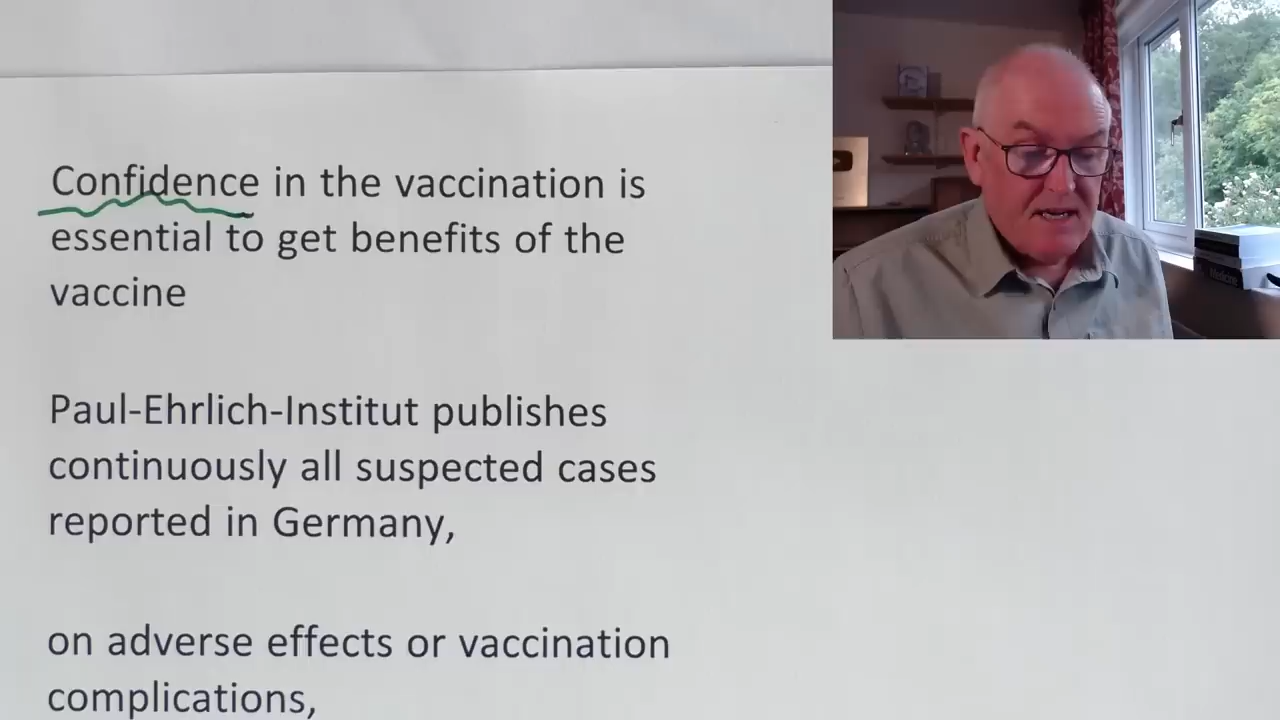 Confidence in the vaccination is
essential to get benefits of the
vaccine
Paul-Ehrlich-Institut publishes
continuously all suspected cases
reported in Germany,
on adverse effects or vaccination
complications,